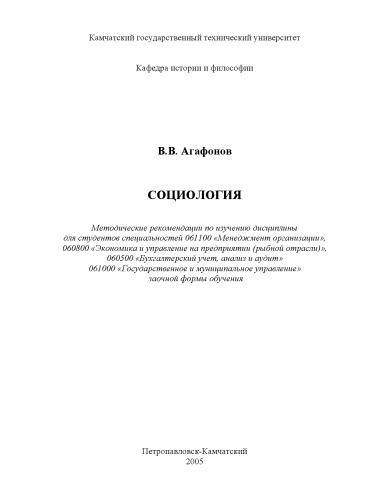 Камчатский государственный технический университет
Кафедра истории и философии
В.В. Агафонов
СОЦИОЛОГИЯ
Методические рекомендации по изучению дисциплины
для студентов специальностей 061100 «Менеджмент организации»,
060800 «Экономика и управление на предприятии (рыбной отрасли)»,
060500 «Бухгалтерский учет, анализ и аудит»
061000 «Государственное и муниципальное управление»
заочной формы обучения
Петропавловск-Камчатский
2005